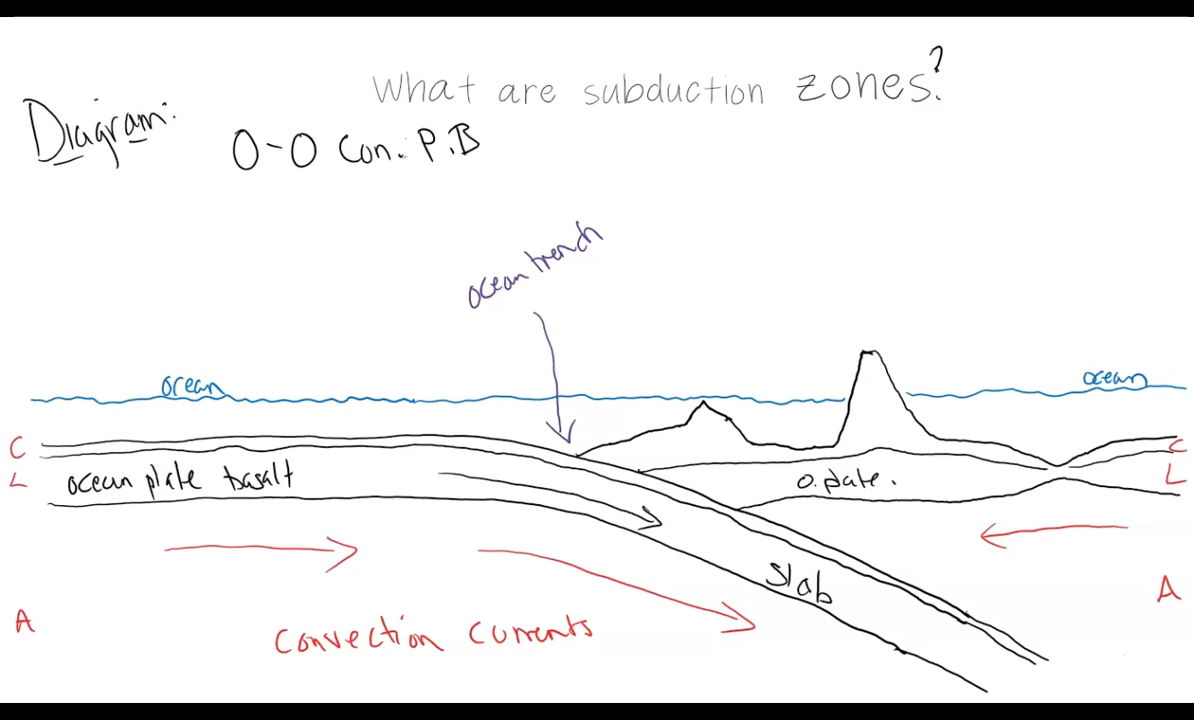 What are subduction zones?
Diagram:
O-O Con. P.B
ocean trench
ocean
ocean
C
C
L
ocean plate basalt
o. plate.
L
slab
A
A
Convection currents